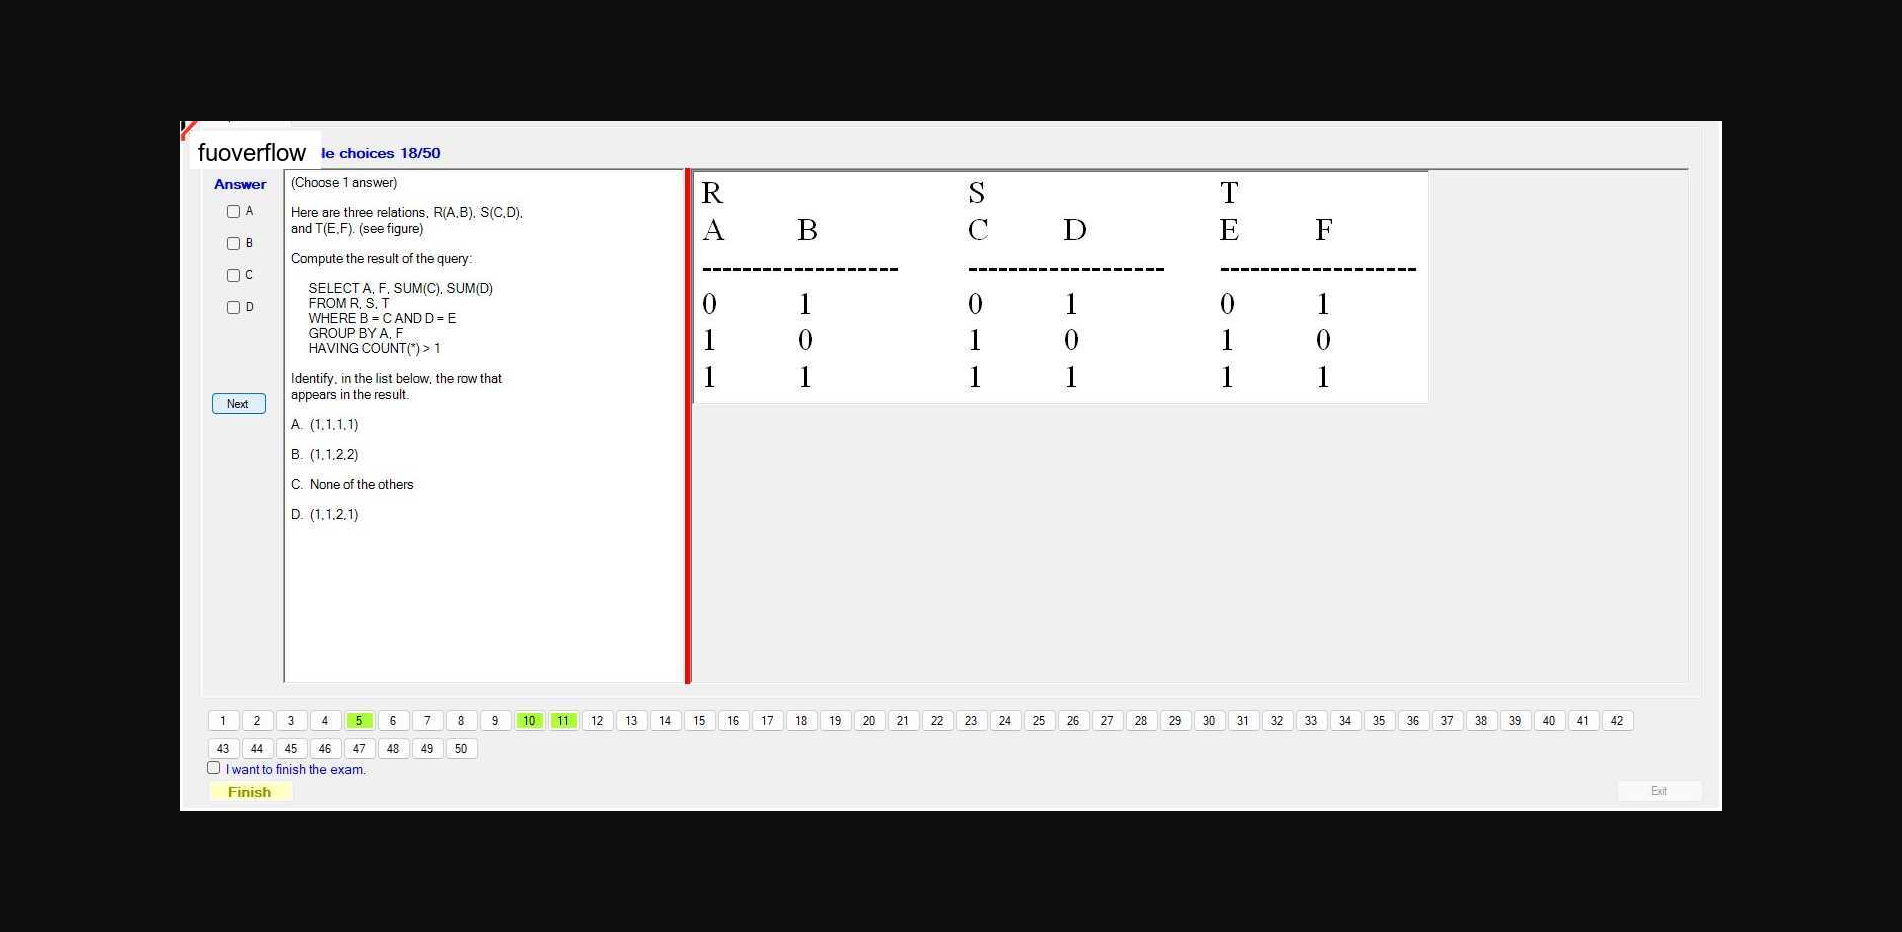 fuoverflow
le choices 18/50
Answer
A
B
C
D
Next
(Choose 1 answer)
Here are three relations, R(A,B), S(C,D),
and T(E,F). (see figure)
Compute the result of the query:
SELECT A, F, SUM(C), SUM(D)
FROM R, S, T
WHERE B = C AND D = E
GROUP BY A, F
HAVING COUNT(*) > 1
Identify, in the list below, the row that
appears in the result.
A. (1,1,1,1)
B. (1,1,2,2)
C. None of the others
D. (1,1,2,1)
R S T
A B C D E F
------------------- ------------------- -------------------
0 1 0 1 0 1
1 0 1 0 1 0
1 1 1 1 1 1
1 2 3 4 5 6 7 8 9 10 11 12 13 14 15 16 17 18 19 20 21 22 23 24 25 26 27 28 29 30 31 32 33 34 35 36 37 38 39 40 41 42
43 44 45 46 47 48 49 50
I want to finish the exam.
Finish
Exit